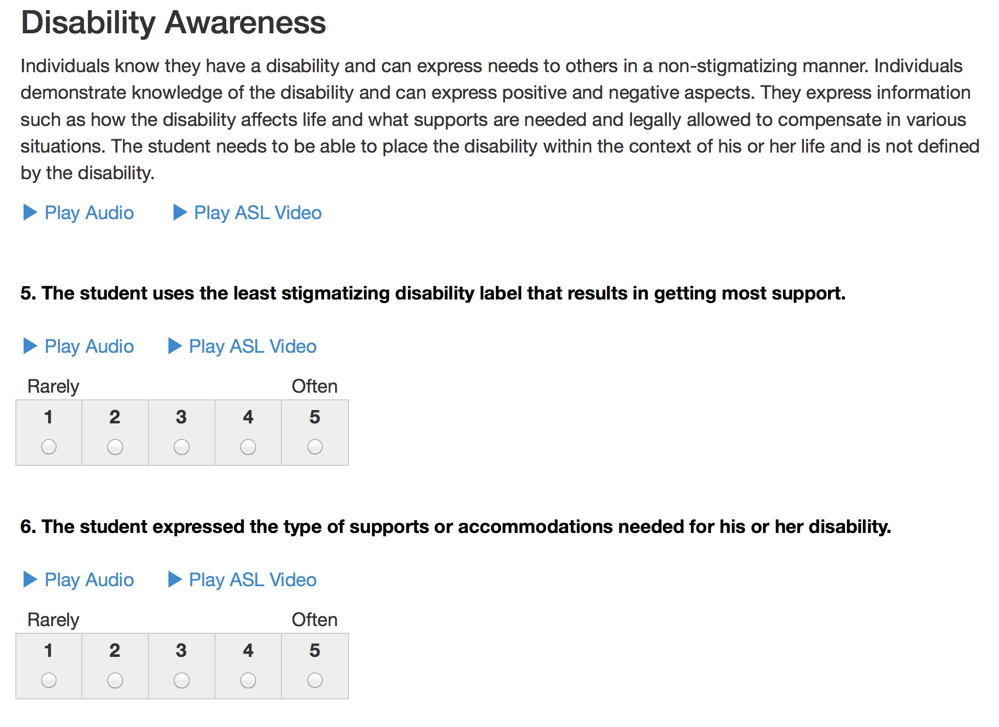 Disability Awareness
Individuals know they have a disability and can express needs to others in a non-stigmatizing manner. Individuals
demonstrate knowledge of the disability and can express positive and negative aspects. They express information
such as how the disability affects life and what supports are needed and legally allowed to compensate in various
situations. The student needs to be able to place the disability within the context of his or her life and is not defined
by the disability.
Play Audio Play ASL Video
5. The student uses the least stigmatizing disability label that results in getting most support.
Play Audio Play ASL Video
Rarely Often
1 2 3 4 5
6. The student expressed the type of supports or accommodations needed for his or her disability.
Play Audio Play ASL Video
Rarely Often
1 2 3 4 5